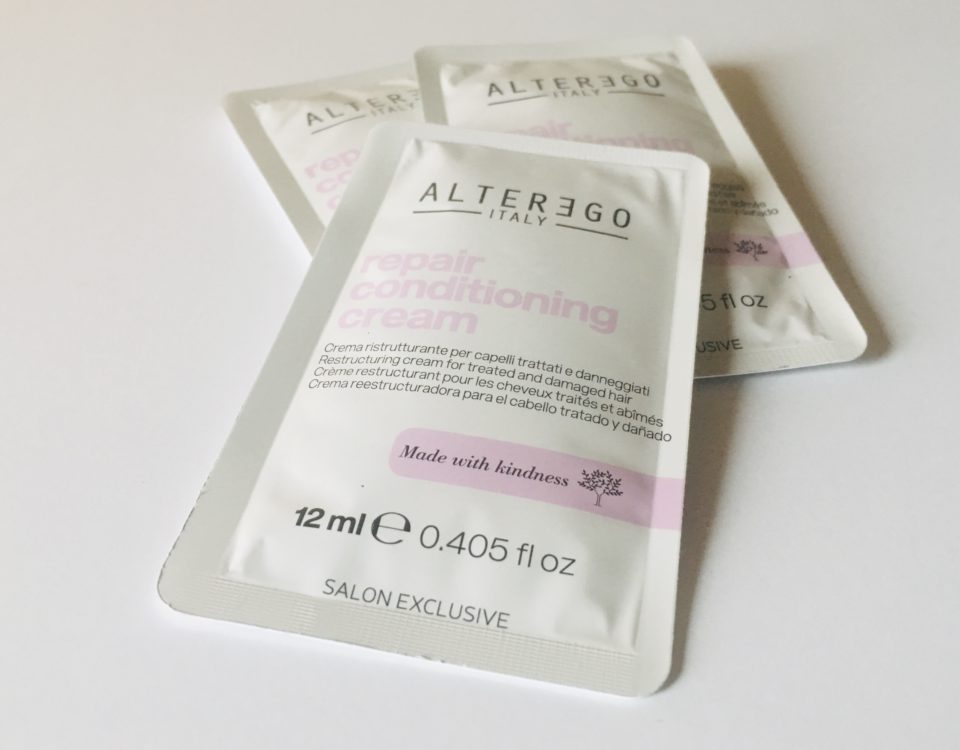 ALTEREGO
ITALY
repair
conditioning
cream
Crema ristrutturante per capelli trattati e danneggiati
Restructuring cream for treated and damaged hair
Crème restructurant pour les cheveux traités et abîmés
Crema reestructuradora para el cabello tratado y dañado
Made with kindness
12 ml e 0.405 fl oz
SALON EXCLUSIVE
ALTEREGO
ITALY
ALTER
ITALY
5 fl oz